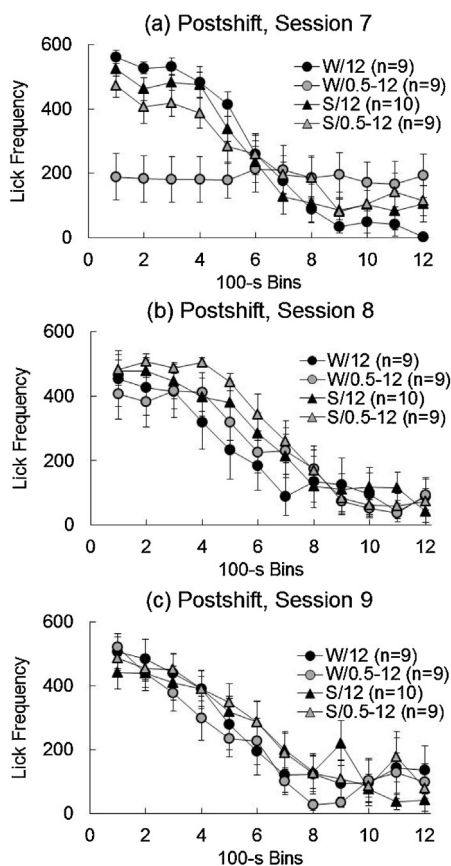 (a) Postshift, Session 7
600
400
200
0
Lick Frequency
W/12 (n=9)
W/0.5-12 (n=9)
S/12 (n=10)
S/0.5-12 (n=9)
0 2 4 6 8 10 12
100-s Bins
(b) Postshift, Session 8
600
400
200
0
Lick Frequency
W/12 (n=9)
W/0.5-12 (n=9)
S/12 (n=10)
S/0.5-12 (n=9)
0 2 4 6 8 10 12
100-s Bins
(c) Postshift, Session 9
600
400
200
0
Lick Frequency
W/12 (n=9)
W/0.5-12 (n=9)
S/12 (n=10)
S/0.5-12 (n=9)
0 2 4 6 8 10 12
100-s Bins